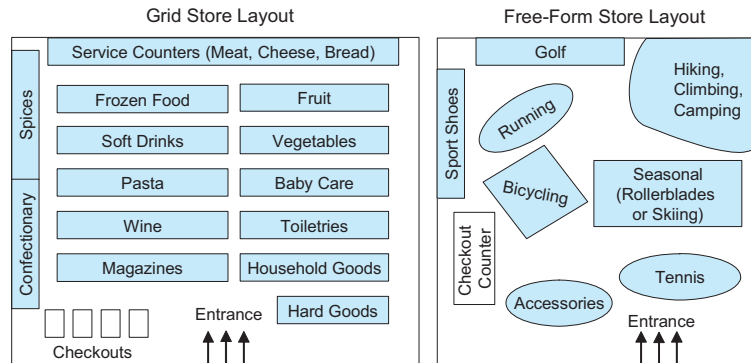 Grid Store Layout
Service Counters (Meat, Cheese, Bread)
Spices
Confectionary
Frozen Food
Fruit
Soft Drinks
Vegetables
Pasta
Baby Care
Wine
Toiletries
Magazines
Household Goods
Hard Goods
Entrance
Checkouts
Free-Form Store Layout
Golf
Hiking,
Climbing,
Camping
Sport Shoes
Running
Bicycling
Seasonal
(Rollerblades
or Skiing)
Checkout
Counter
Tennis
Accessories
Entrance